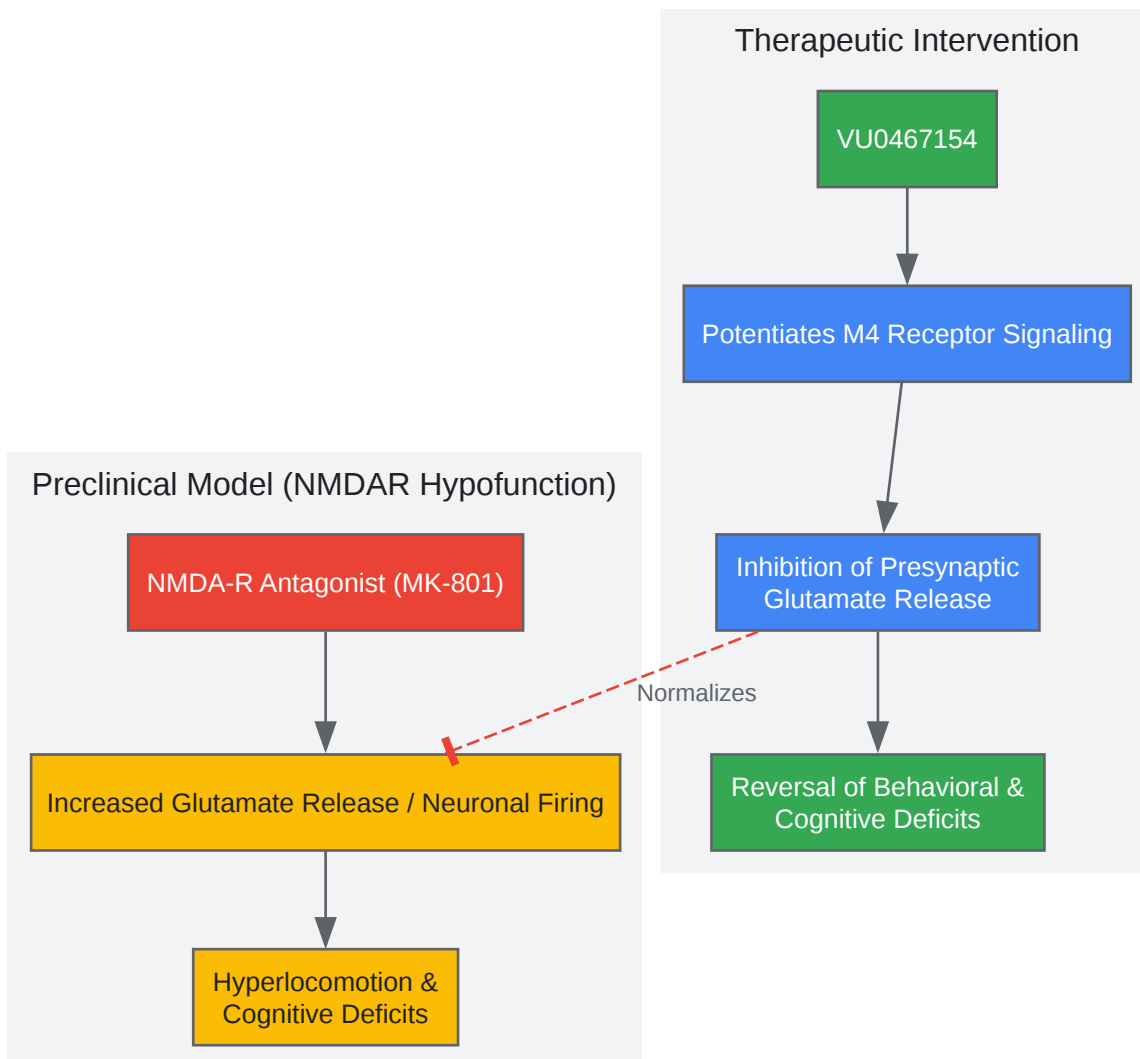 Therapeutic Intervention
VU0467154
Potentiates M4 Receptor Signaling
Inhibition of Presynaptic
Glutamate Release
Normalizes
Reversal of Behavioral &
Cognitive Deficits
Preclinical Model (NMDAR Hypofunction)
NMDA-R Antagonist (MK-801)
Increased Glutamate Release / Neuronal Firing
Hyperlocomotion &
Cognitive Deficits